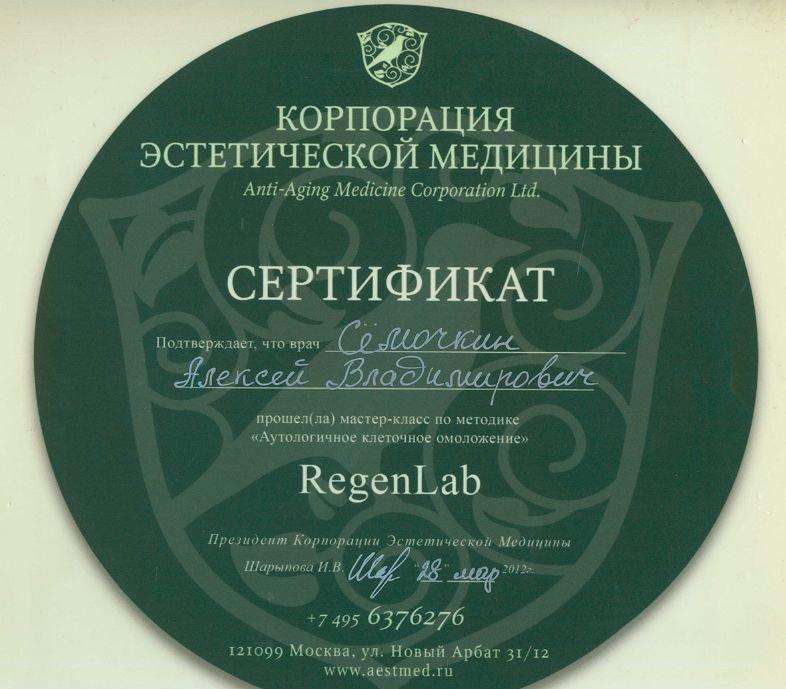 КОРПОРАЦИЯ
ЭСТЕТИЧЕСКОЙ МЕДИЦИНЫ
Anti-Aging Medicine Corporation Ltd.
СЕРТИФИКАТ
Подтверждает, что врач Сёмочкин
Алексей Владимирович
прошел(ла) мастер-класс по методике
«Аутологичное клеточное омоложение»
RegenLab
Президент Корпорации Эстетической Медицины
Шарыпова И.В. "28" мар 2012г.
+7 495 6376276
121099 Москва, ул. Новый Арбат 31/12
www.aestmed.ru